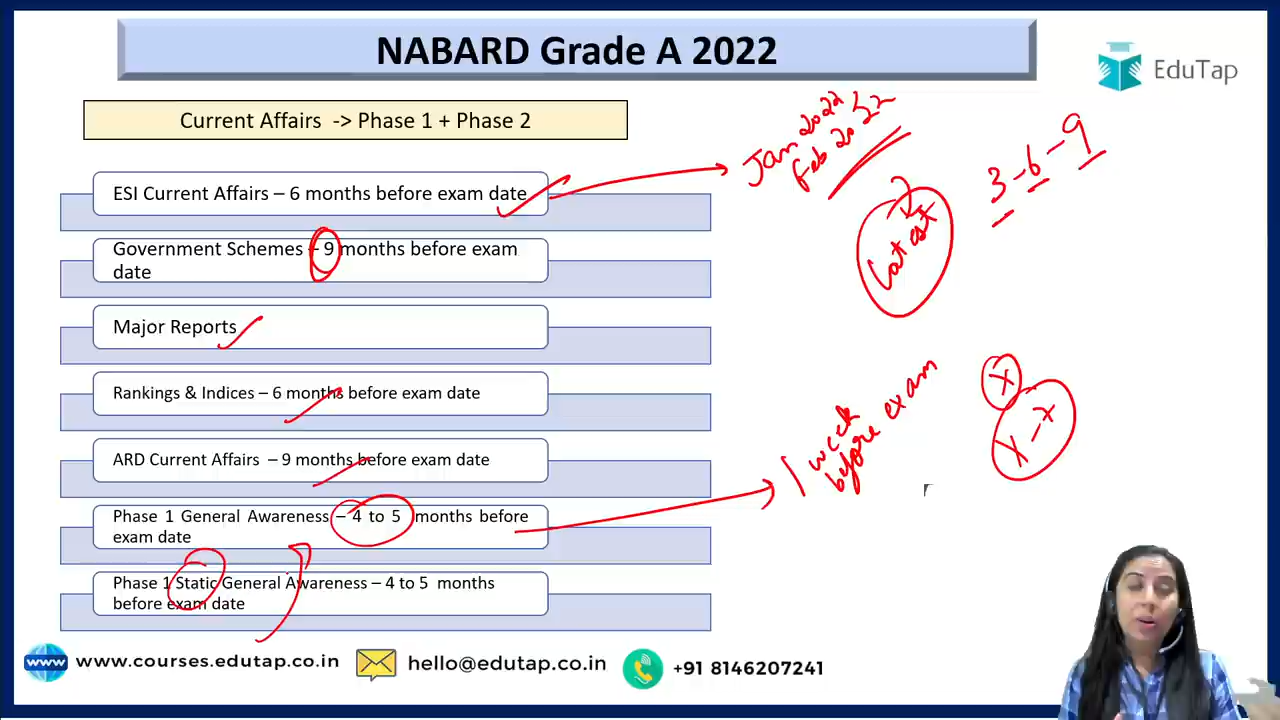 NABARD Grade A 2022
EduTap
Current Affairs -> Phase 1 + Phase 2
ESI Current Affairs – 6 months before exam date
Government Schemes – 9 months before exam
date
Major Reports
Rankings & Indices – 6 months before exam date
ARD Current Affairs – 9 months before exam date
Phase 1 General Awareness – 4 to 5 months before
exam date
Phase 1 Static General Awareness – 4 to 5 months
before exam date
Jan 2022
Feb 2022
Latest
3-6-9
1 week
before exam
X
X-7
www www.courses.edutap.co.in
hello@edutap.co.in
+91 8146207241